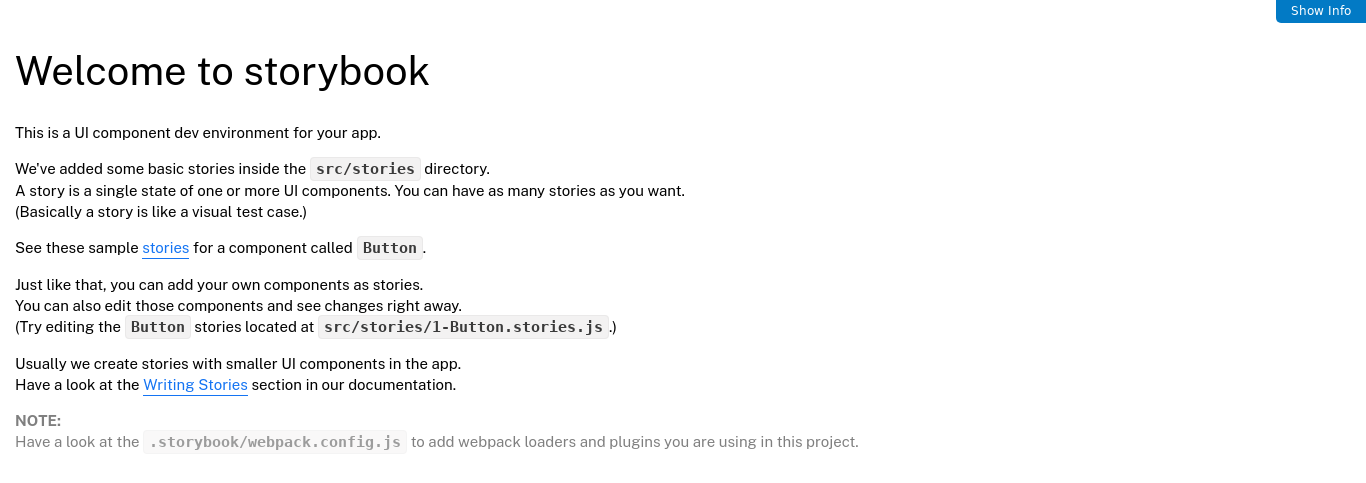 Show Info
Welcome to storybook
This is a UI component dev environment for your app.
We've added some basic stories inside the src/stories directory.
A story is a single state of one or more UI components. You can have as many stories as you want.
(Basically a story is like a visual test case.)
See these sample stories for a component called Button.
Just like that, you can add your own components as stories.
You can also edit those components and see changes right away.
(Try editing the Button stories located at src/stories/1-Button.stories.js.)
Usually we create stories with smaller UI components in the app.
Have a look at the Writing Stories section in our documentation.
NOTE:
Have a look at the .storybook/webpack.config.js to add webpack loaders and plugins you are using in this project.